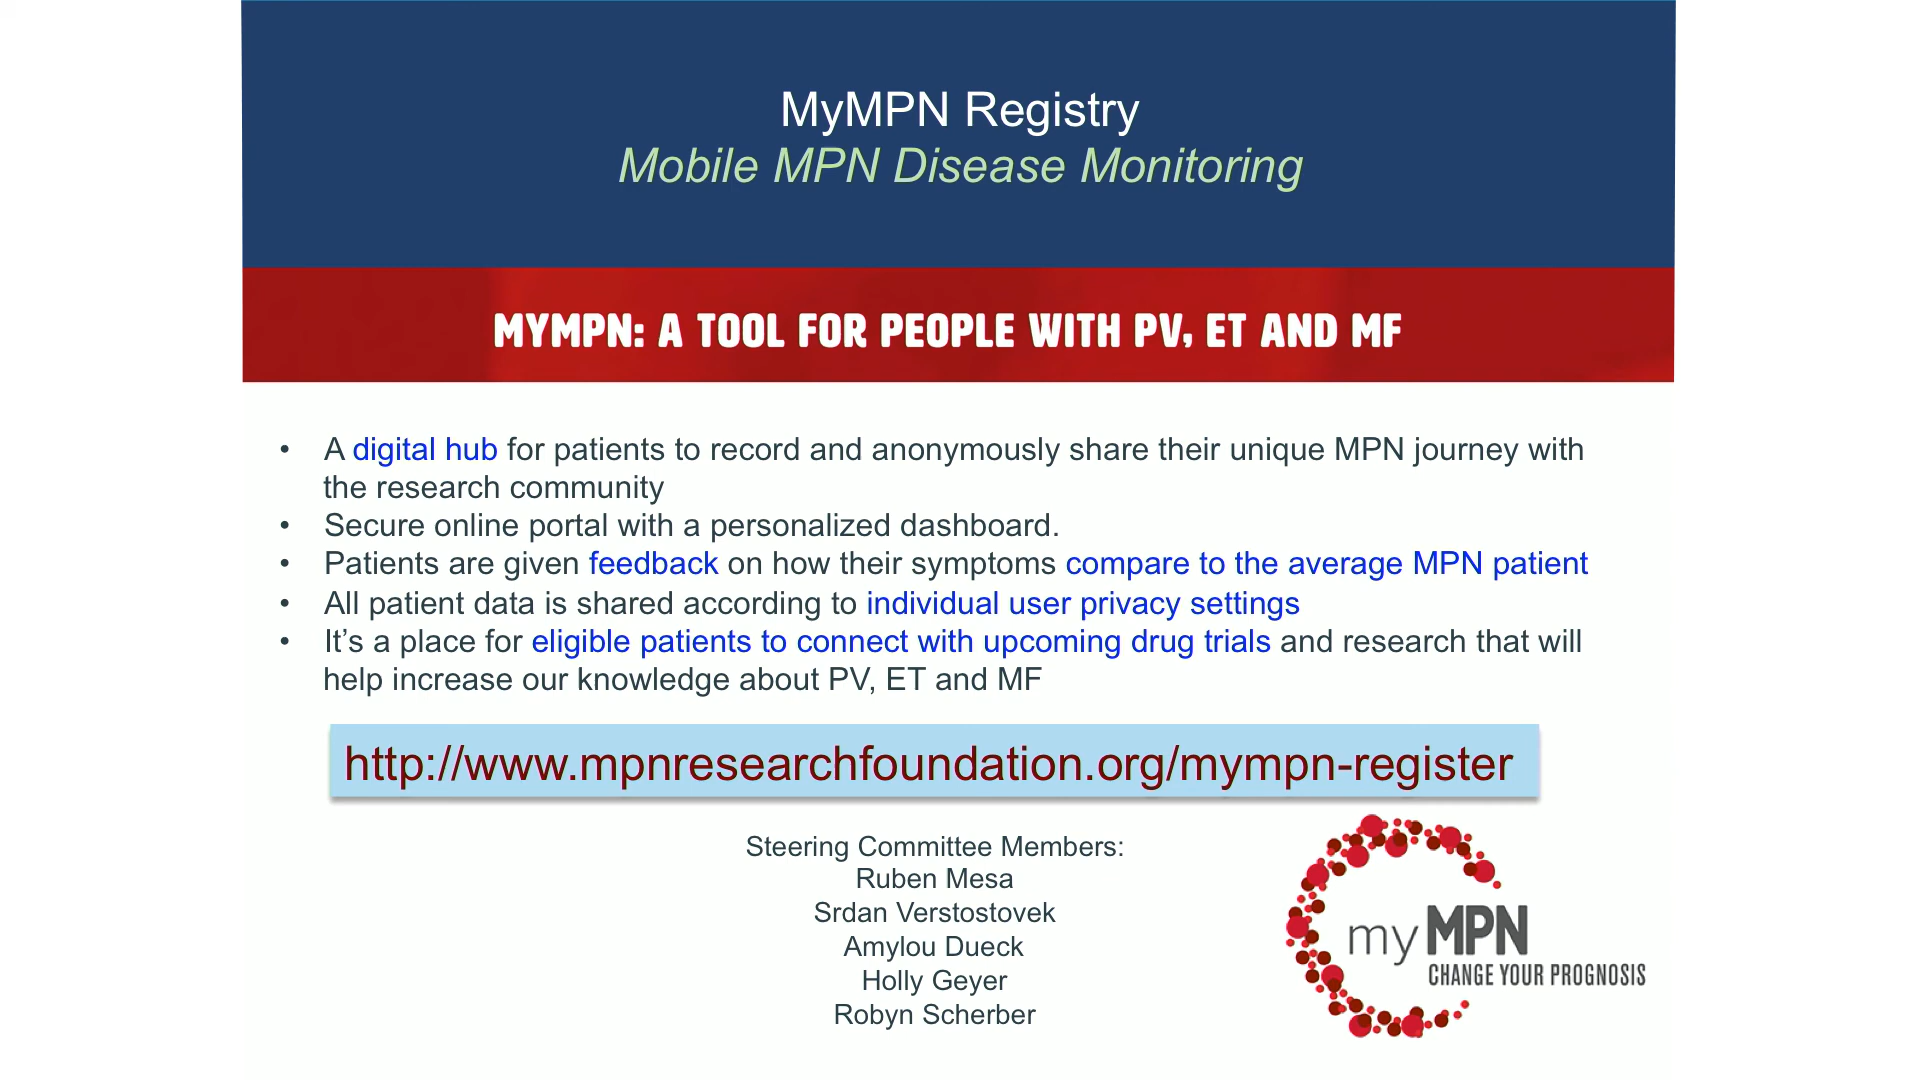 MyMPN Registry
Mobile MPN Disease Monitoring
MYMPN: A TOOL FOR PEOPLE WITH PV, ET AND MF
• A digital hub for patients to record and anonymously share their unique MPN journey with
the research community
• Secure online portal with a personalized dashboard.
• Patients are given feedback on how their symptoms compare to the average MPN patient
• All patient data is shared according to individual user privacy settings
• It’s a place for eligible patients to connect with upcoming drug trials and research that will
help increase our knowledge about PV, ET and MF
http://www.mpnresearchfoundation.org/mympn-register
Steering Committee Members:
Ruben Mesa
Srdan Verstostovek
Amylou Dueck
Holly Geyer
Robyn Scherber
my MPN
CHANGE YOUR PROGNOSIS